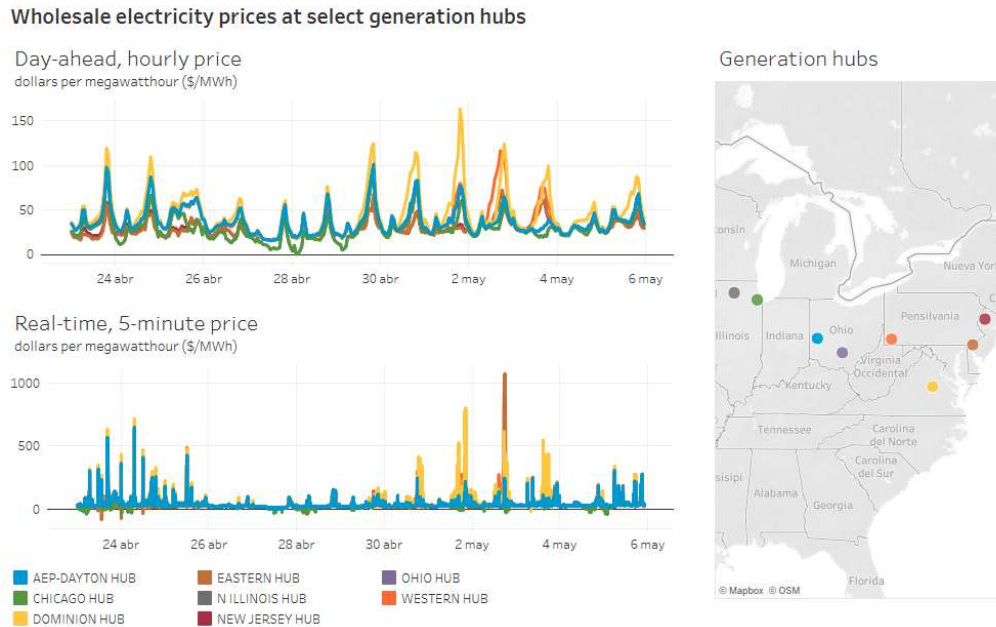 Wholesale electricity prices at select generation hubs
Day-ahead, hourly price
dollars per megawatthour ($/MWh)
150
100
50
0
24 abr 26 abr 28 abr 30 abr 2 may 4 may 6 may
Real-time, 5-minute price
dollars per megawatthour ($/MWh)
1000
500
0
24 abr 26 abr 28 abr 30 abr 2 may 4 may 6 may
AEP-DAYTON HUB
CHICAGO HUB
DOMINION HUB
EASTERN HUB
N ILLINOIS HUB
NEW JERSEY HUB
OHIO HUB
WESTERN HUB
Generation hubs
consin
Michigan
Nueva Yor
Illinois Indiana Ohio Pensilvania
Virginia
Occidental
Kentucky
Tennessee
Carolina
del Norte
Carolina
del Sur
sisipi
Alabama
Georgia
Florida
© Mapbox © OSM